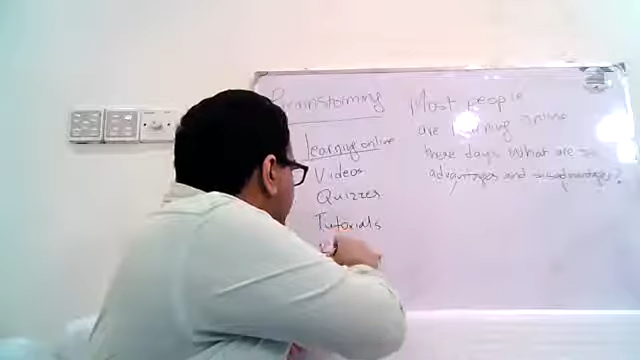 Brainstorming
learning online
Videos
Quizzes
Tutorials
Most people
are learning online
these days. What are the
advantages and disadvantages?